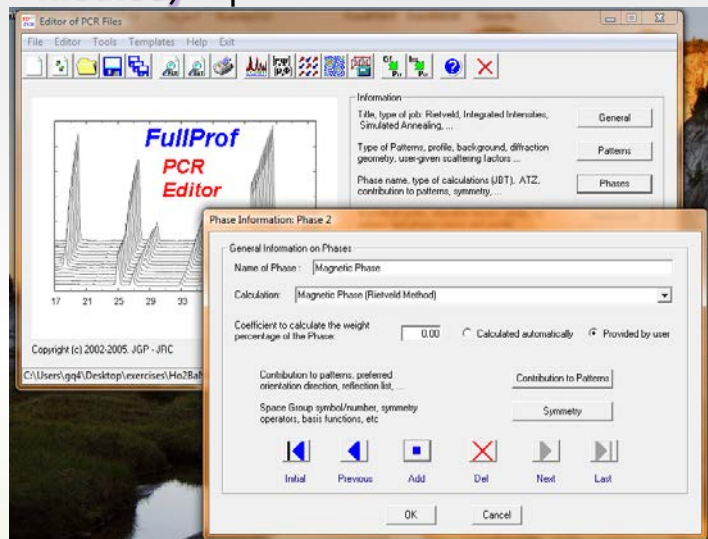 Editor of PCR Files
File Editor Tools Templates Help Exit
Information
Title, type of job: Rietveld, Integrated Intensities,
Simulated Annealing, ...
General
Type of Patterns, profile, background, diffraction
geometry, user-given scattering factors ...
Patterns
Phase name, type of calculations (JBT), ATZ,
contribution to patterns, symmetry, ...
Phases
FullProf
PCR
Editor
17 21 25 29 33
Copyright (c) 2002-2005. JGP - JRC
C:\Users\gq4\Desktop\exercises\Ho2BaN
Phase Information: Phase 2
General Information on Phases
Name of Phase : Magnetic Phase
Calculation: Magnetic Phase (Rietveld Method)
Coefficient to calculate the weight
percentage of the Phase: 0.00 Calculated automatically Provided by user
Contribution to patterns, preferred
orientation direction, reflection list, ...
Contribution to Patterns
Space Group symbol/number, symmetry
operators, basis functions, etc
Symmetry
Initial Previous Add Del Next Last
OK Cancel